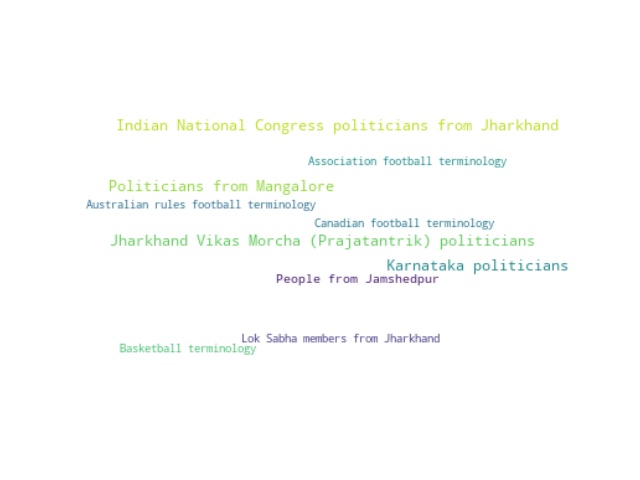 Indian National Congress politicians from Jharkhand
Association football terminology
Politicians from Mangalore
Australian rules football terminology
Canadian football terminology
Jharkhand Vikas Morcha (Prajatantrik) politicians
Karnataka politicians
People from Jamshedpur
Lok Sabha members from Jharkhand
Basketball terminology